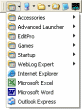 Accessories
Advanced Launcher
EditPro
Games
Startup
WebLog Expert
Internet Explorer
Microsoft Excel
Microsoft Word
Outlook Express